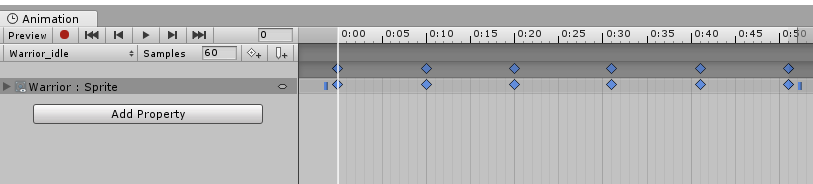 Animation
Preview 0 0:00 0:05 0:10 0:15 0:20 0:25 0:30 0:35 0:40 0:45 0:50
Warrior_idle Samples 60
Warrior : Sprite
Add Property